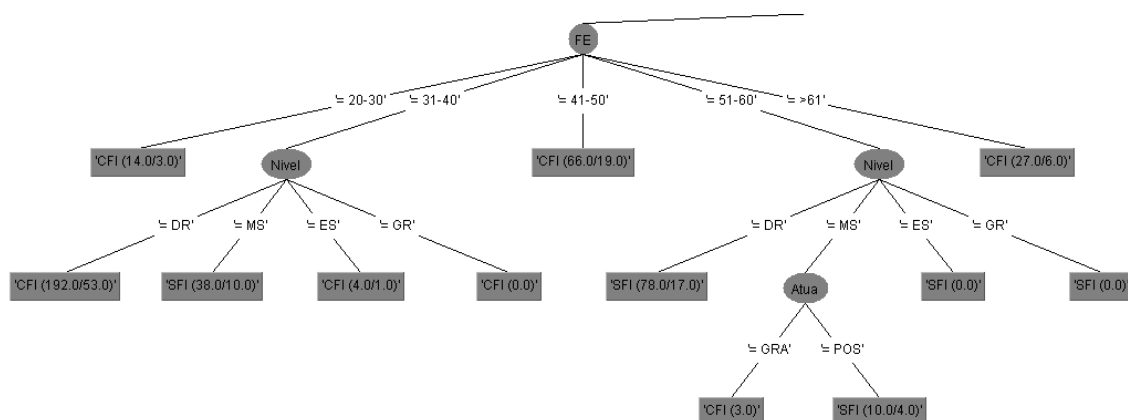 FE
'= 20-30'
'= 31-40'
'= 41-50'
'= 51-60'
'= >61'
'CFI (14.0/3.0)'
Nivel
'CFI (66.0/19.0)'
Nivel
'CFI (27.0/6.0)'
'= DR'
'= MS'
'= ES'
'= GR'
'= DR'
'= MS'
'= ES'
'= GR'
'CFI (192.0/53.0)'
'SFI (38.0/10.0)'
'CFI (4.0/1.0)'
'CFI (0.0)'
'SFI (78.0/17.0)'
Atua
'SFI (0.0)'
'SFI (0.0)'
'= GRA'
'= POS'
'CFI (3.0)'
'SFI (10.0/4.0)'